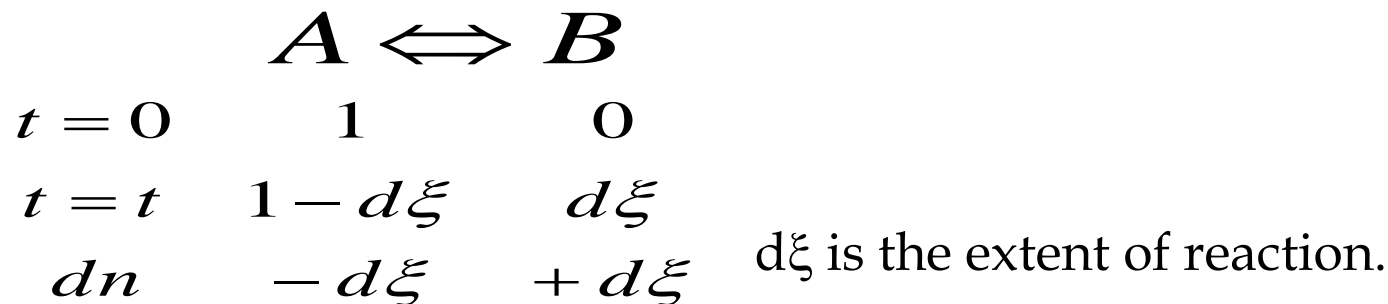 A ⇔ B
t = 0 1 0
t = t 1 − dξ dξ
dn − dξ + dξ dξ is the extent of reaction.